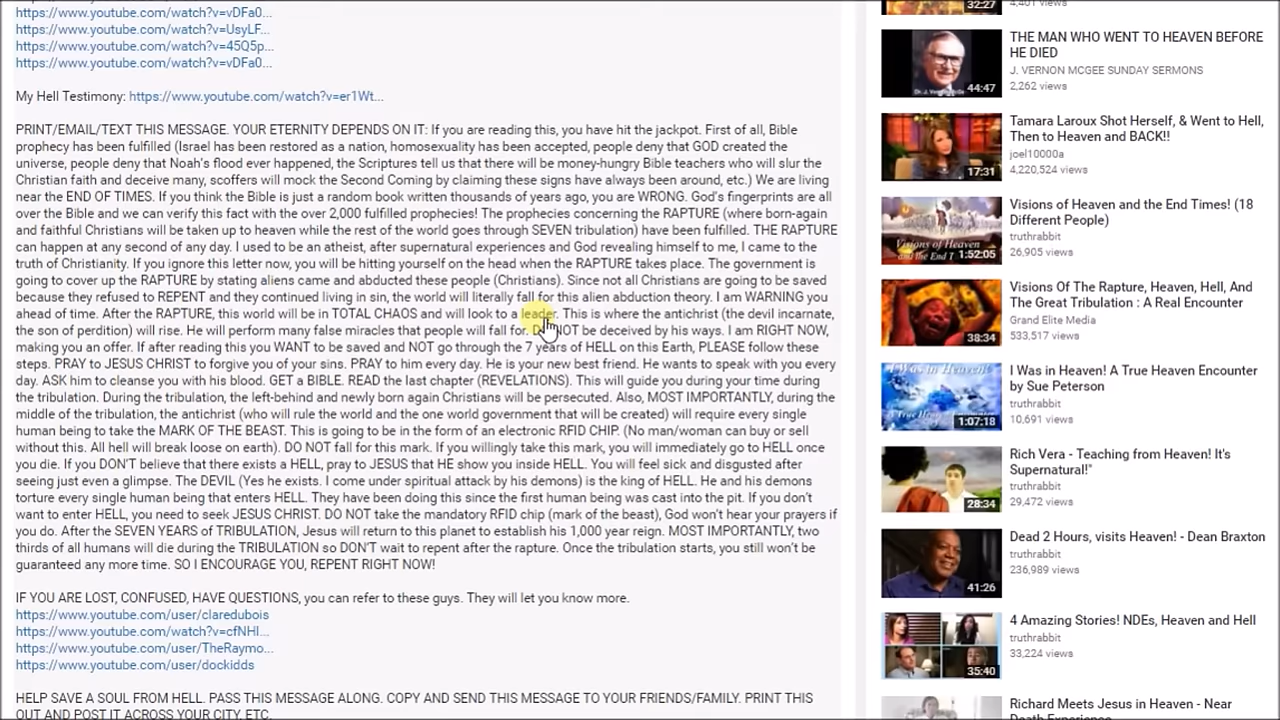 https://www.youtube.com/watch?v=vDFa0...
https://www.youtube.com/watch?v=UsyLF...
https://www.youtube.com/watch?v=45Q5p...
https://www.youtube.com/watch?v=vDFa0...
My Hell Testimony: https://www.youtube.com/watch?v=er1Wt...
PRINT/EMAIL/TEXT THIS MESSAGE. YOUR ETERNITY DEPENDS ON IT: If you are reading this, you have hit the jackpot. First of all, Bible
prophecy has been fulfilled (Israel has been restored as a nation, homosexuality has been accepted, people deny that GOD created the
universe, people deny that Noah's flood ever happened, the Scriptures tell us that there will be money-hungry Bible teachers who will slur the
Christian faith and deceive many, scoffers will mock the Second Coming by claiming these signs have always been around, etc.) We are living
near the END OF TIMES. If you think the Bible is just a random book written thousands of years ago, you are WRONG. God's fingerprints are all
over the Bible and we can verify this fact with the over 2,000 fulfilled prophecies! The prophecies concerning the RAPTURE (where born-again
and faithful Christians will be taken up to Heaven while the rest of the world goes through SEVEN tribulation) have been fulfilled. THE RAPTURE
can happen at any second of any day. I used to be an atheist, after supernatural experiences and God revealing himself to me, I came to the
truth of Christianity. If you ignore this message, you will kick yourself on the head when the RAPTURE takes place. The government is
going to cover up the RAPTURE by stating aliens came and abducted these people (Christians). Since not all Christians are going to be saved
because they refused to REPENT and they continued living in sin, the world will literally fall for this alien abduction theory. I am WARNING you
ahead of time. After the RAPTURE, this world will be in TOTAL CHAOS and will look to a leader. This is where the antichrist (the devil incarnate,
the son of perdition) will rise. He will perform many false miracles that people will fall for. DO NOT be deceived by his ways. I am RIGHT NOW,
making you an offer. If after reading this you WANT to be saved and NOT go through the 7 years of HELL on this Earth, PLEASE follow these
steps. PRAY to JESUS CHRIST to forgive you of your sins. PRAY to him every day. He is your new best friend. He wants to speak with you every
day. ASK him to cleanse you with his blood. GET a BIBLE. READ the last chapter (REVELATIONS). This will guide you during your time during
the tribulation. During the tribulation, the left-behind and newly born again Christians will be persecuted. Also, MOST IMPORTANTLY, during the
middle of the tribulation, the antichrist (who will rule the world and the one world government that will be created) will require every single
human being to take the MARK OF THE BEAST. This is going to be in the form of an electronic RFID CHIP. (No man/woman can buy or sell
without this. All hell will break loose on earth). DO NOT fall for this mark. If you willingly take this mark, you will immediately go to HELL once
you die. If you DON'T believe that there exists a HELL, pray to JESUS that HE show you inside HELL. You will feel sick and disgusted after
seeing just even a glimpse. The DEVIL (yes he exists. I come under spiritual attack by his demons) is the king of HELL. He and his demons
torture every single human being that enters HELL. They have been doing this since the first human being was cast into the pit. If you don't
want to enter HELL, you need to seek JESUS FAST. DO NOT take the mandatory RFID chip (mark of the beast), God won't hear your prayers if
you do. After the SEVEN YEARS of TRIBULATION, Jesus will return to this planet to establish his 1,000 year reign. MOST IMPORTANTLY, two
thirds of all humans will die during the TRIBULATION so DON'T wait to repent after the rapture. Once the tribulation starts, you still won't be
guaranteed any more time. SO I ENCOURAGE YOU, REPENT RIGHT NOW!
IF YOU ARE LOST, CONFUSED, HAVE QUESTIONS, you can refer to these guys. They will let you know more.
https://www.youtube.com/watch?v=cfNHI...
HELP SAVE A SOUL FROM HELL. PASS THIS MESSAGE ALONG, COPY AND SEND THIS MESSAGE TO YOUR FRIENDS/FAMILY. PRINT THIS
OUT AND POST IT ACROSS YOUR CITY, ETC.
32:27
4,401 views
THE MAN WHO WENT TO HEAVEN BEFORE
HE DIED
J. VERNON MCGEE SUNDAY SERMONS
2,262 views
Dr. J. Vernon McGee
44:47
Tamara Laroux Shot Herself, & Went to Hell,
Then to Heaven and BACK!!
joel10000a
4,220,524 views
17:31
Visions of Heaven and the End Times! (18
Different People)
truthrabbit
26,905 views
Visions of Heaven
and the End T
1:52:05
Visions Of The Rapture, Heaven, Hell, And
The Great Tribulation : A Real Encounter
Grand Elite Media
533,517 views
38:34
I Was in Heaven! A True Heaven Encounter
by Sue Peterson
truthrabbit
10,691 views
I Was in Heaven!
1:07:18
Rich Vera - Teaching from Heaven! It's
Supernatural!"
truthrabbit
29,472 views
28:34
Dead 2 Hours, visits Heaven! - Dean Braxton
truthrabbit
236,989 views
41:26
4 Amazing Stories! NDEs, Heaven and Hell
truthrabbit
33,224 views
35:40
Richard Meets Jesus in Heaven - Near
Death Experience